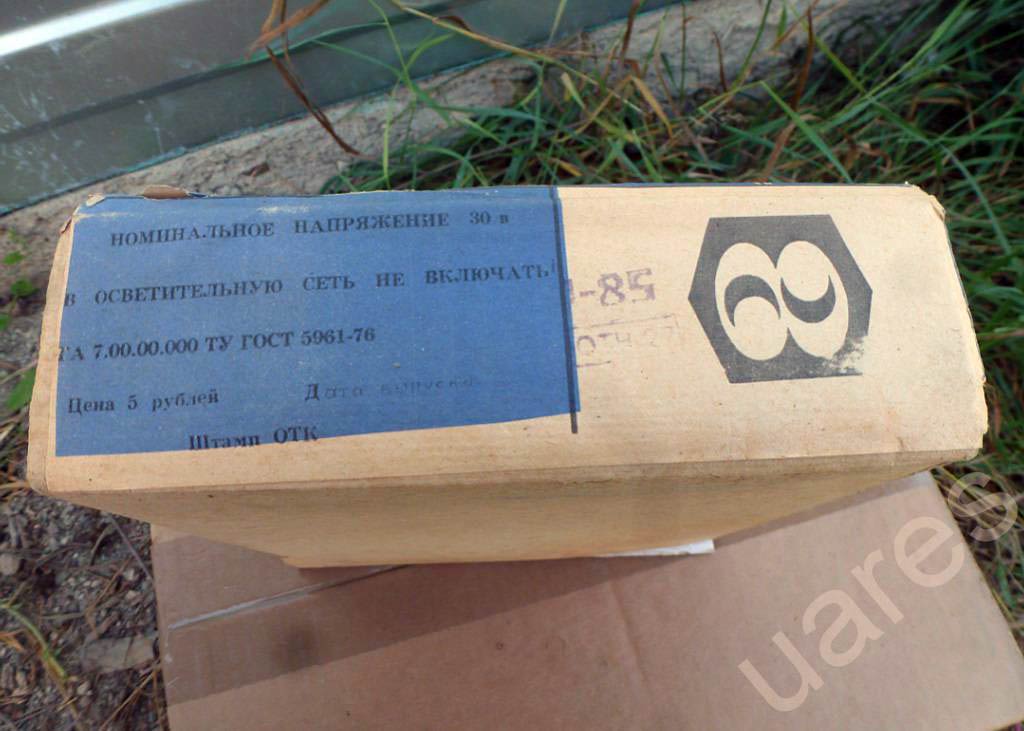 НОМИНАЛЬНОЕ НАПРЯЖЕНИЕ 30 в
В ОСВЕТИТЕЛЬНУЮ СЕТЬ НЕ ВКЛЮЧАТЬ!
ГА 7.00.00.000 ТУ ГОСТ 5961-76
Цена 5 рублей Дата выпуска
Штамп ОТК
-85
uares